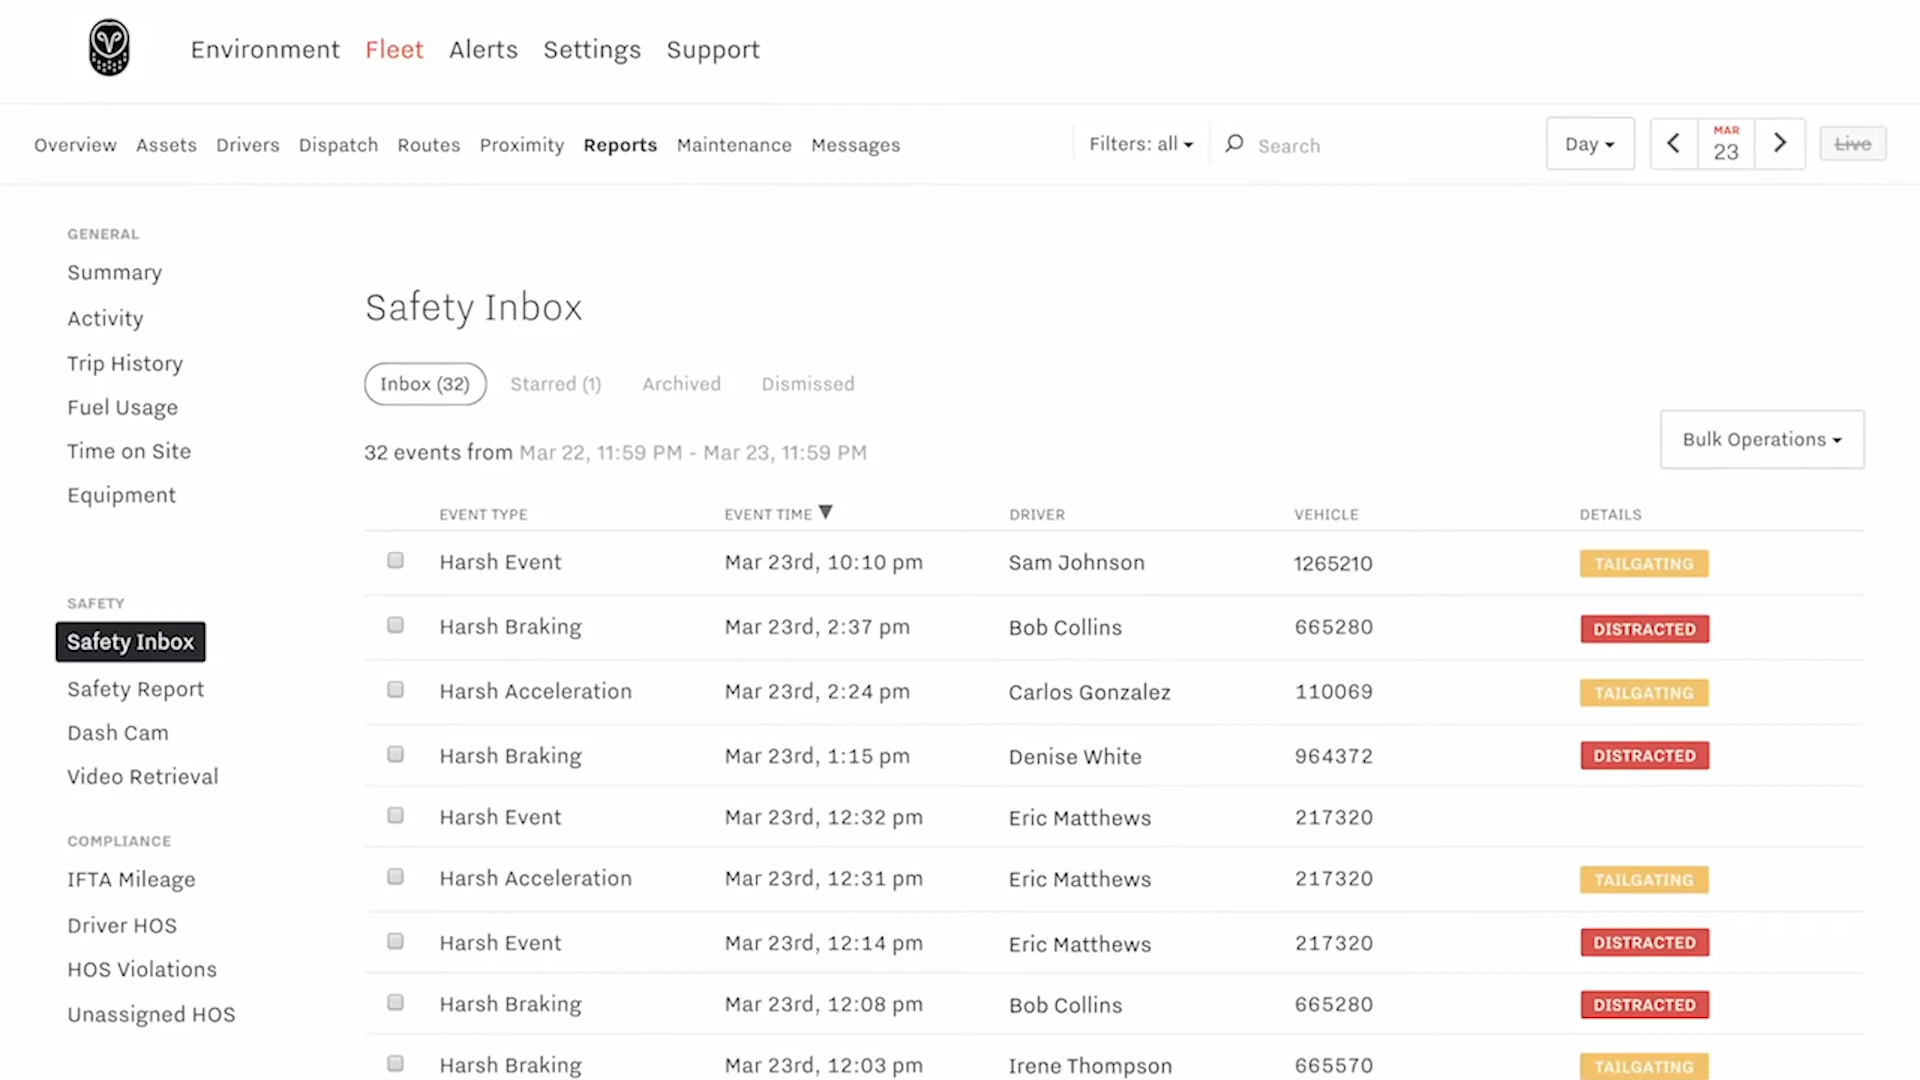 Environment Fleet Alerts Settings Support
Overview Assets Drivers Dispatch Routes Proximity Reports Maintenance Messages Filters: all Search Day MAR 23 Live
GENERAL
Summary
Activity
Trip History
Fuel Usage
Time on Site
Equipment
SAFETY
Safety Inbox
Safety Report
Dash Cam
Video Retrieval
COMPLIANCE
IFTA Mileage
Driver HOS
HOS Violations
Unassigned HOS
Safety Inbox
Inbox (32) Starred (1) Archived Dismissed
Bulk Operations
32 events from Mar 22, 11:59 PM - Mar 23, 11:59 PM
EVENT TYPE EVENT TIME DRIVER VEHICLE DETAILS
Harsh Event Mar 23rd, 10:10 pm Sam Johnson 1265210 TAILGATING
Harsh Braking Mar 23rd, 2:37 pm Bob Collins 665280 DISTRACTED
Harsh Acceleration Mar 23rd, 2:24 pm Carlos Gonzalez 110069 TAILGATING
Harsh Braking Mar 23rd, 1:15 pm Denise White 964372 DISTRACTED
Harsh Event Mar 23rd, 12:32 pm Eric Matthews 217320
Harsh Acceleration Mar 23rd, 12:31 pm Eric Matthews 217320 TAILGATING
Harsh Event Mar 23rd, 12:14 pm Eric Matthews 217320 DISTRACTED
Harsh Braking Mar 23rd, 12:08 pm Bob Collins 665280 DISTRACTED
Harsh Braking Mar 23rd, 12:03 pm Irene Thompson 665570 TAILGATING